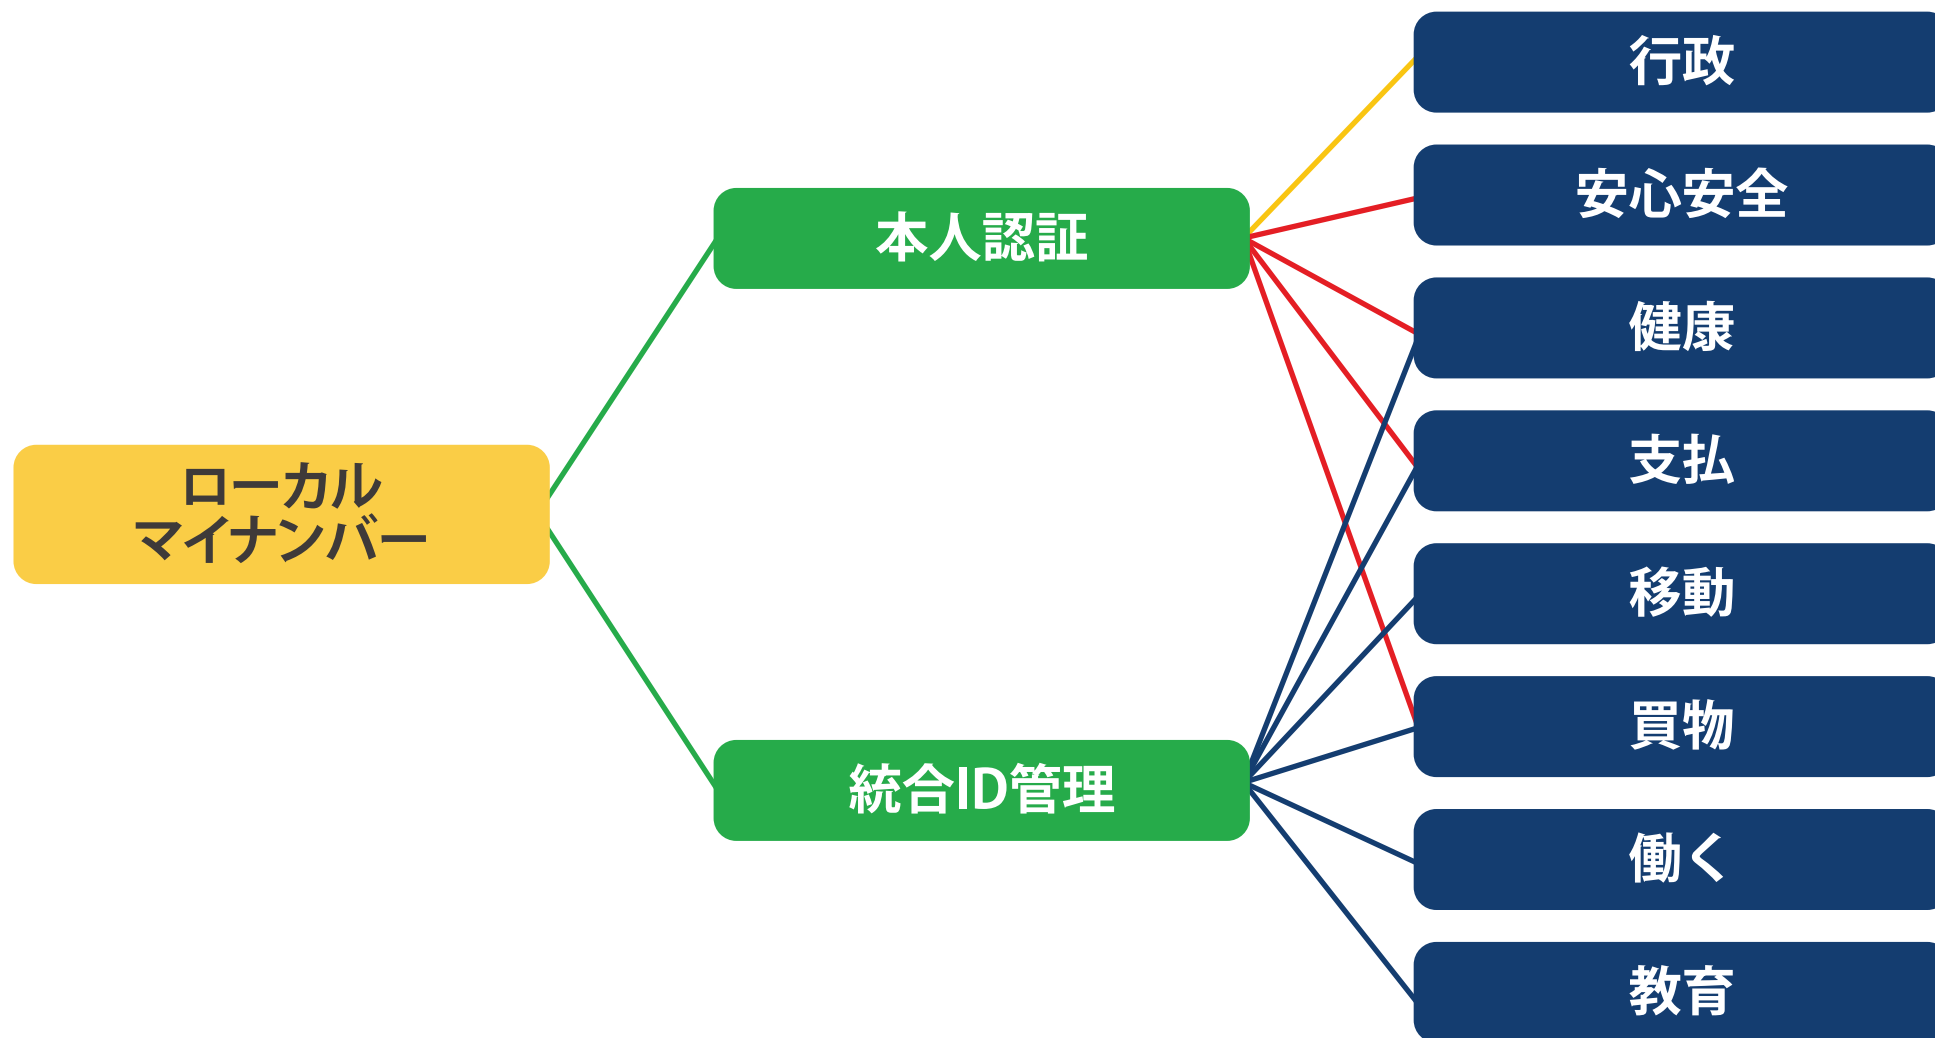 ローカル
マイナンバー
本人認証
統合ID管理
行政
安心安全
健康
支払
移動
買物
働く
教育